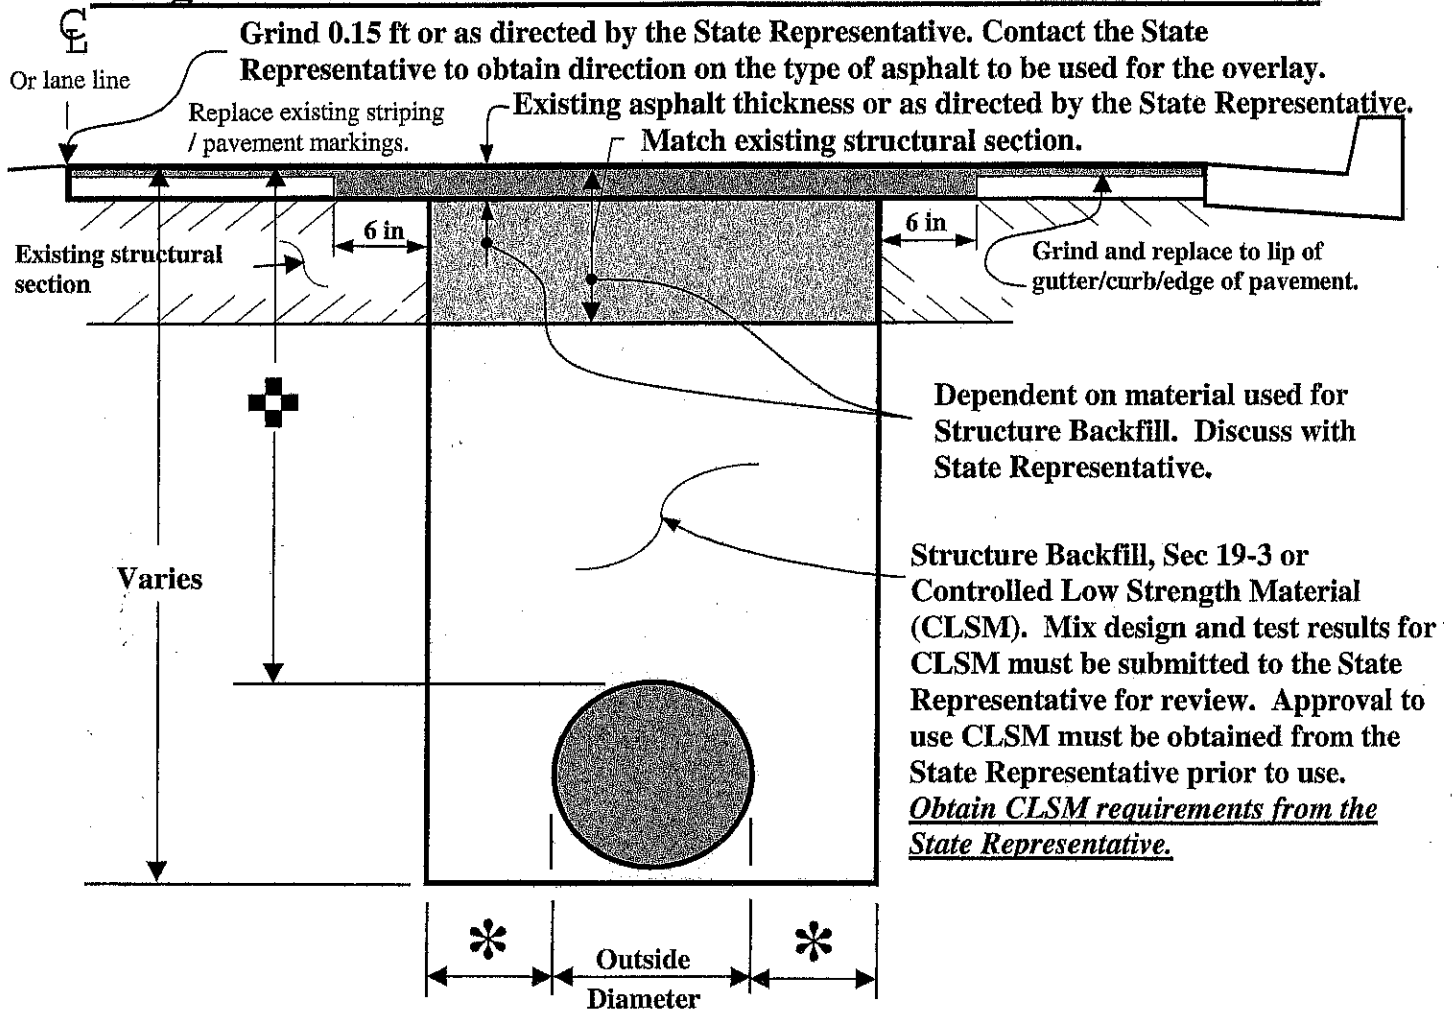 ℄
Or lane line
Grind 0.15 ft or as directed by the State Representative. Contact the State
Representative to obtain direction on the type of asphalt to be used for the overlay.
Replace existing striping
/ pavement markings.
Existing asphalt thickness or as directed by the State Representative.
Match existing structural section.
6 in
6 in
Existing structural
section
Grind and replace to lip of
gutter/curb/edge of pavement.
Dependent on material used for
Structure Backfill. Discuss with
State Representative.
Varies
Structure Backfill, Sec 19-3 or
Controlled Low Strength Material
(CLSM). Mix design and test results for
CLSM must be submitted to the State
Representative for review. Approval to
use CLSM must be obtained from the
State Representative prior to use.
Obtain CLSM requirements from the
State Representative.
* *
Outside
Diameter